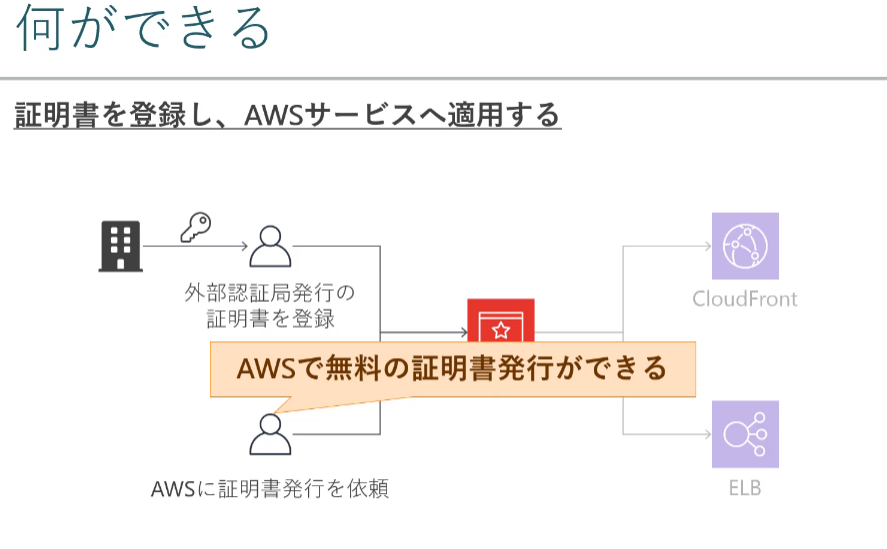 何ができる
証明書を登録し、AWSサービスへ適用する
外部認証局発行の
証明書を登録
CloudFront
AWSで無料の証明書発行ができる
AWSに証明書発行を依頼
ELB